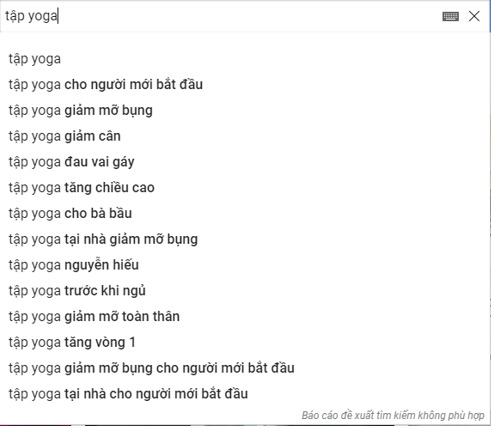 tập yoga
tập yoga
tập yoga cho người mới bắt đầu
tập yoga giảm mỡ bụng
tập yoga giảm cân
tập yoga đau vai gáy
tập yoga tăng chiều cao
tập yoga cho bà bầu
tập yoga tại nhà giảm mỡ bụng
tập yoga nguyễn hiếu
tập yoga trước khi ngủ
tập yoga giảm mỡ toàn thân
tập yoga tăng vòng 1
tập yoga giảm mỡ bụng cho người mới bắt đầu
tập yoga tại nhà cho người mới bắt đầu
Báo cáo đề xuất tìm kiếm không phù hợp